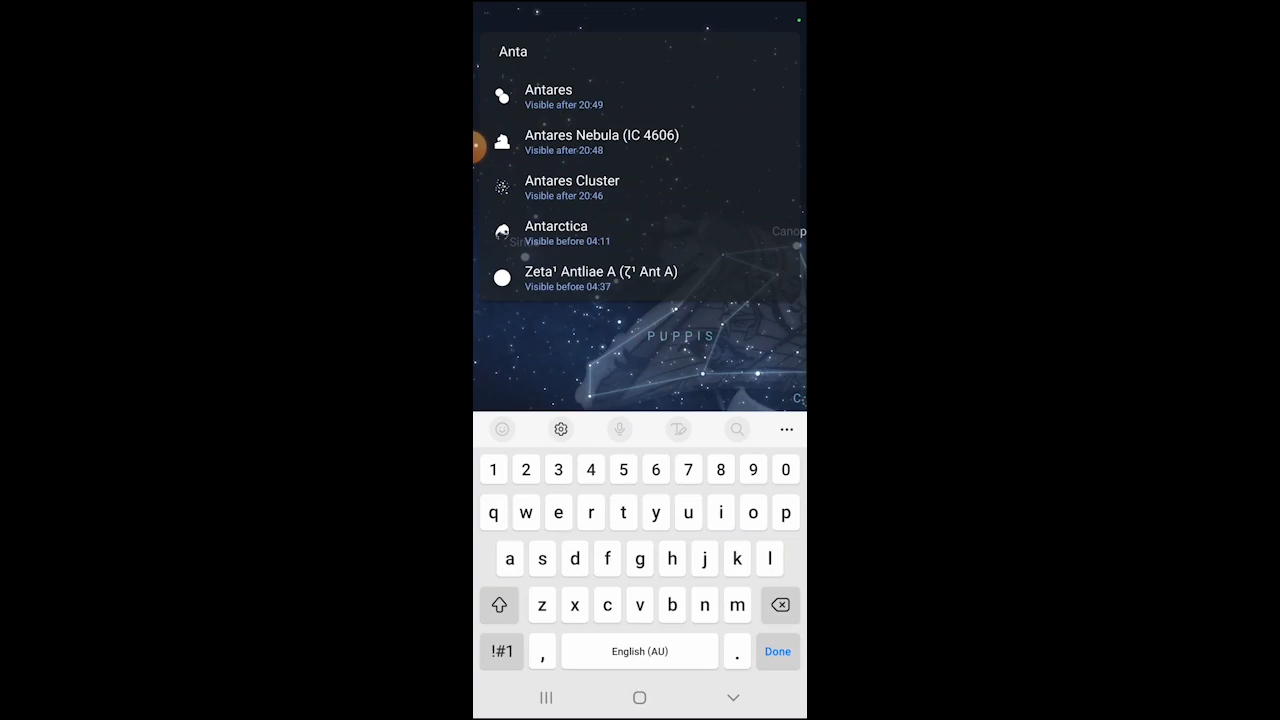 Anta
Antares
Visible after 20:49
Antares Nebula (IC 4606)
Visible after 20:48
Antares Cluster
Visible after 20:46
Antarctica
Visible before 04:11
Canop
Zeta¹ Antliae A (ζ¹ Ant A)
Visible before 04:37
PUPPIS
C
1 2 3 4 5 6 7 8 9 0
q w e r t y u i o p
a s d f g h j k l
z x c v b n m
!#1 , English (AU) . Done